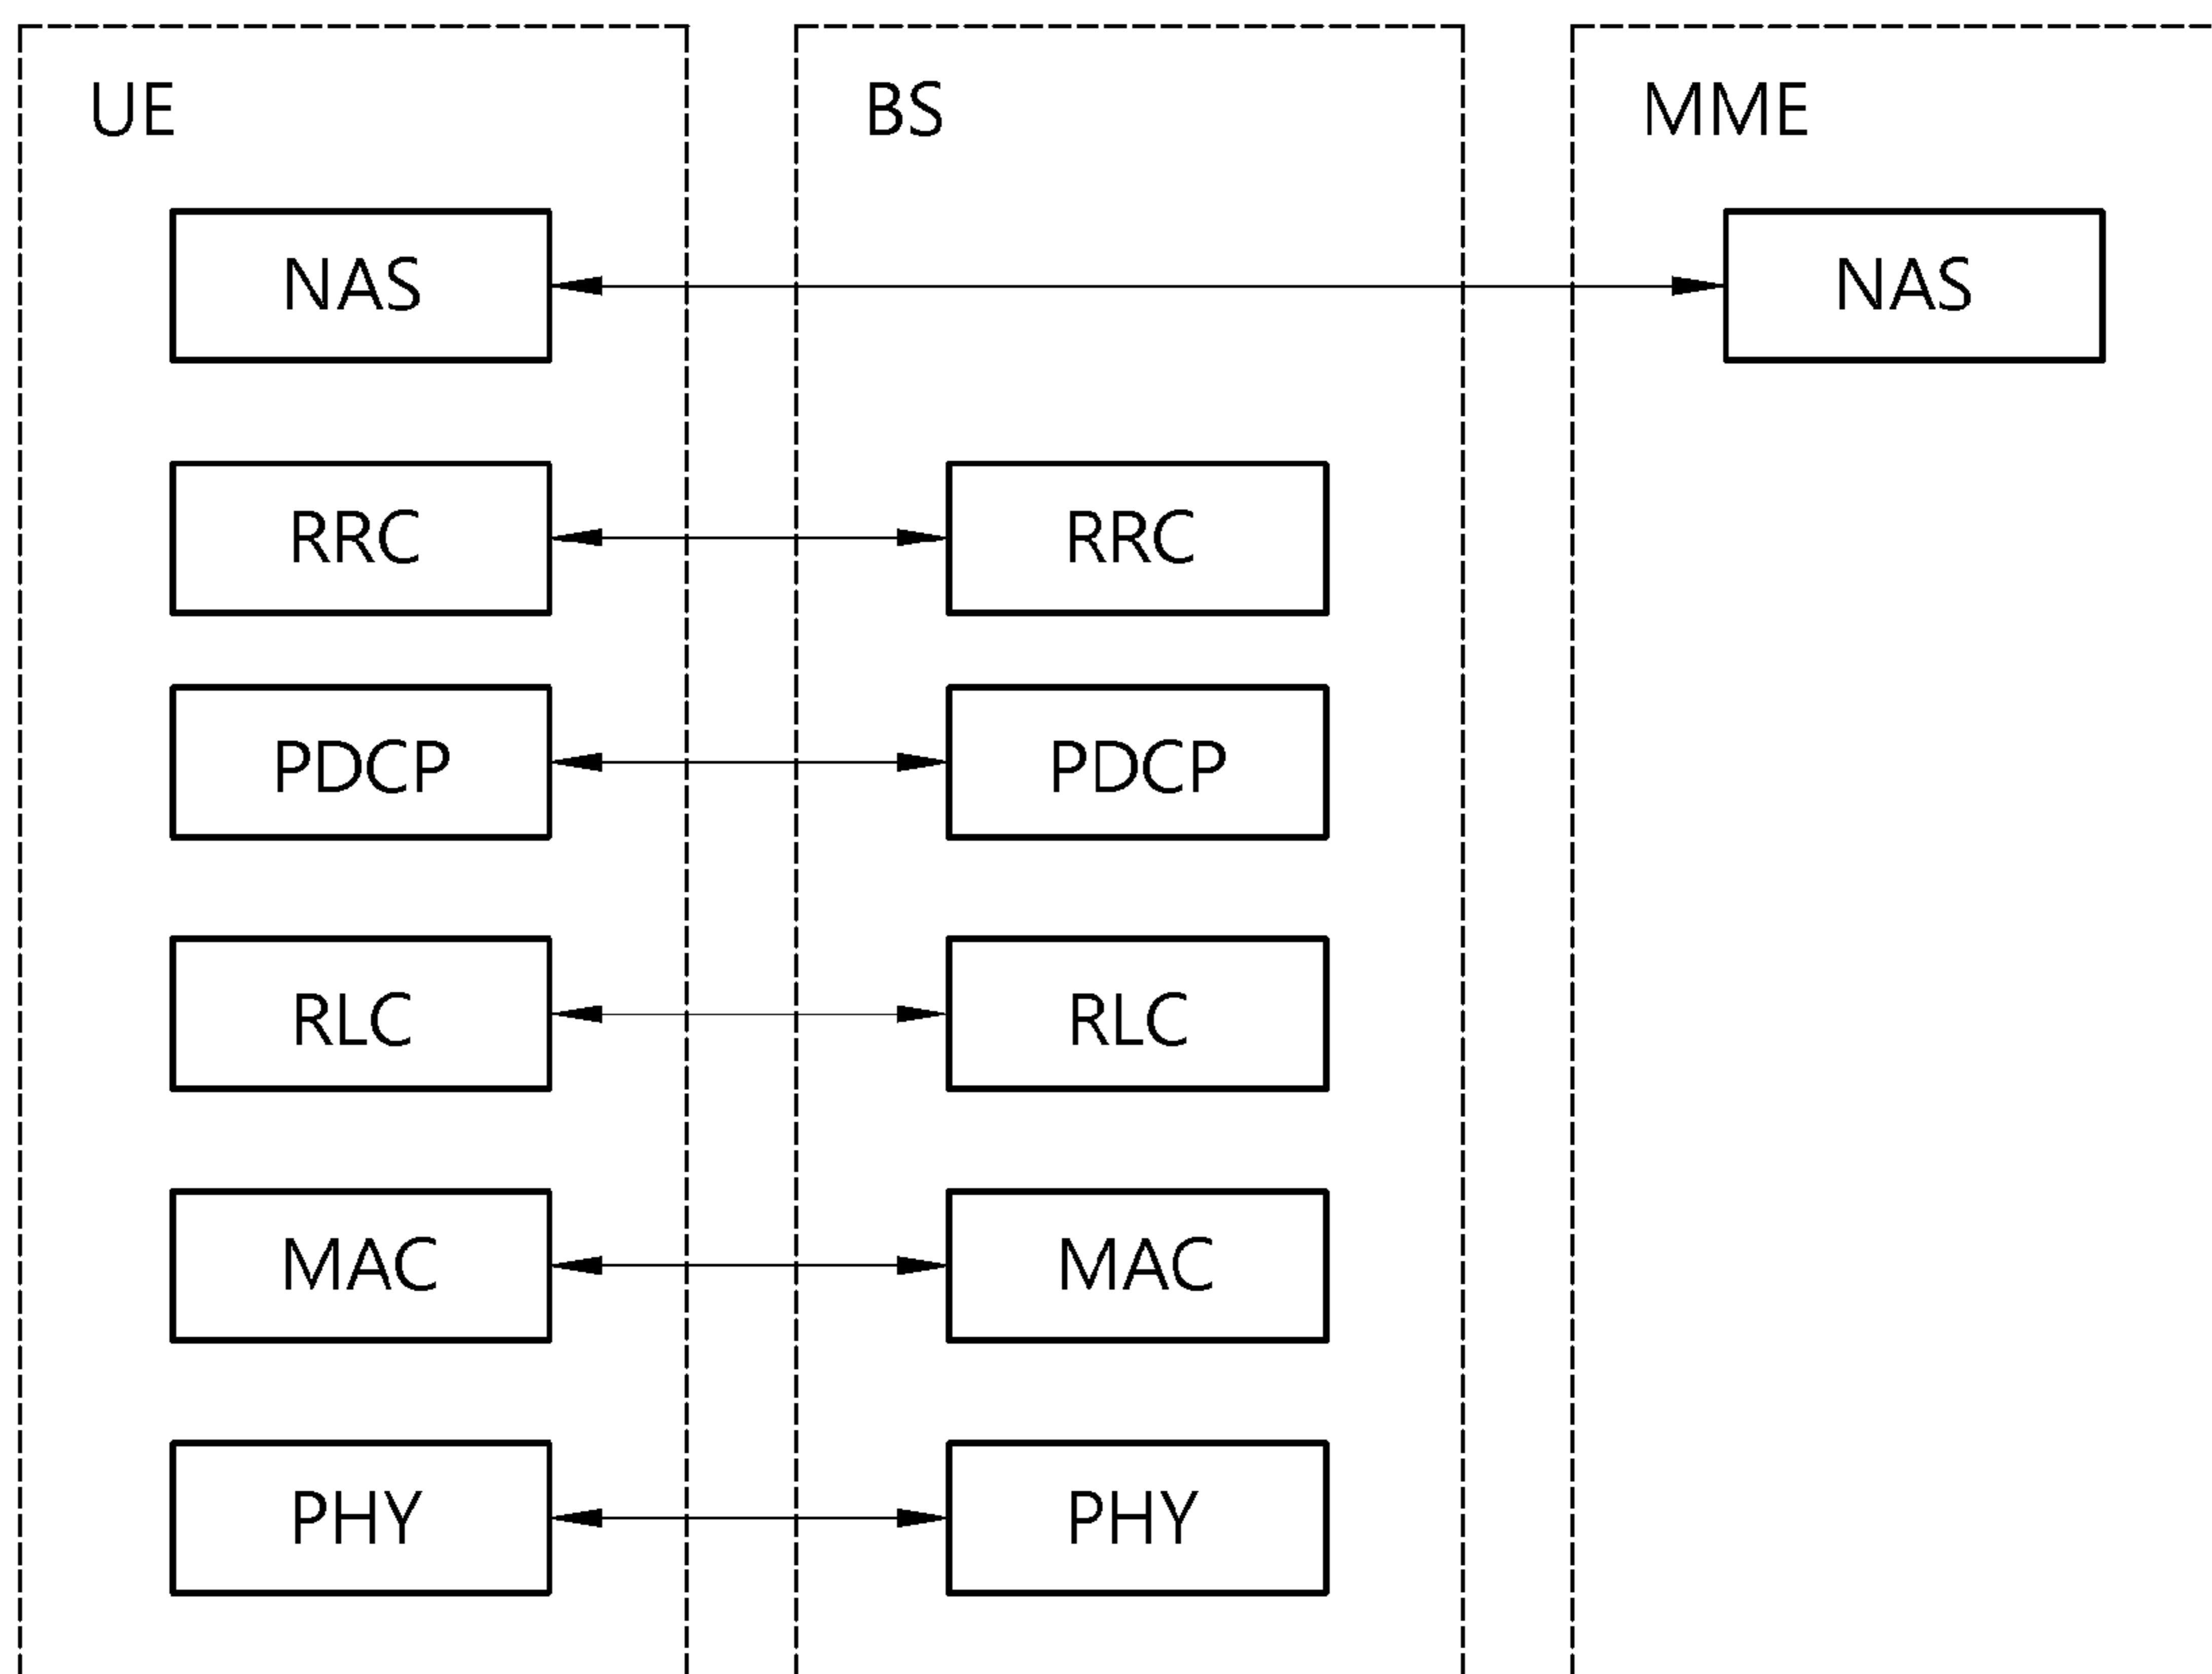 UE BS MME
NAS NAS
RRC RRC
PDCP PDCP
RLC RLC
MAC MAC
PHY PHY